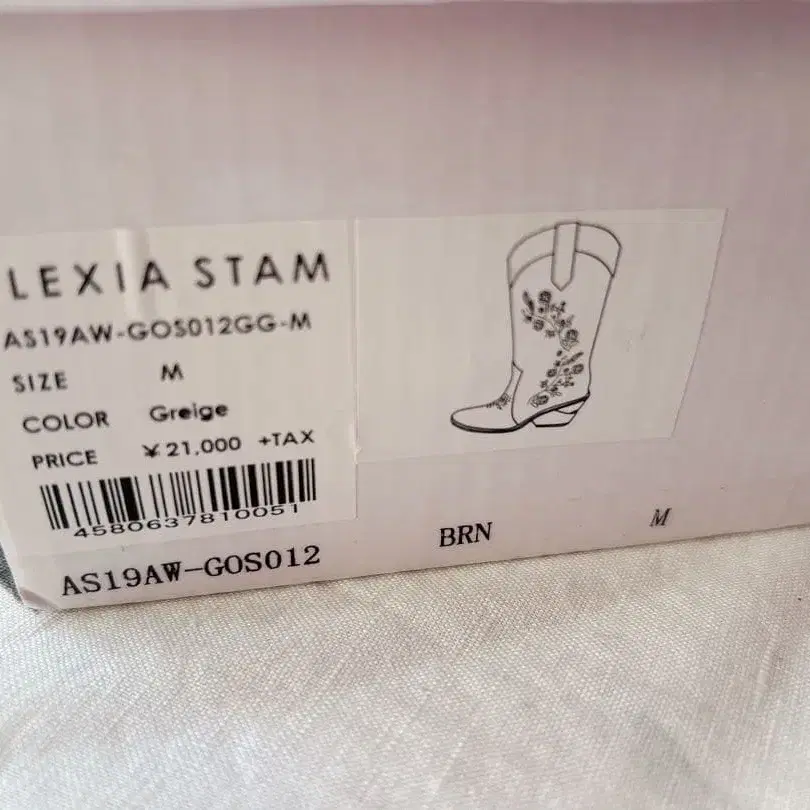 LEXIA STAM
AS19AW-GOS012GG-M
SIZE M
COLOR Greige
PRICE ¥21,000 +TAX
4580637810051
AS19AW-GOS012 BRN M